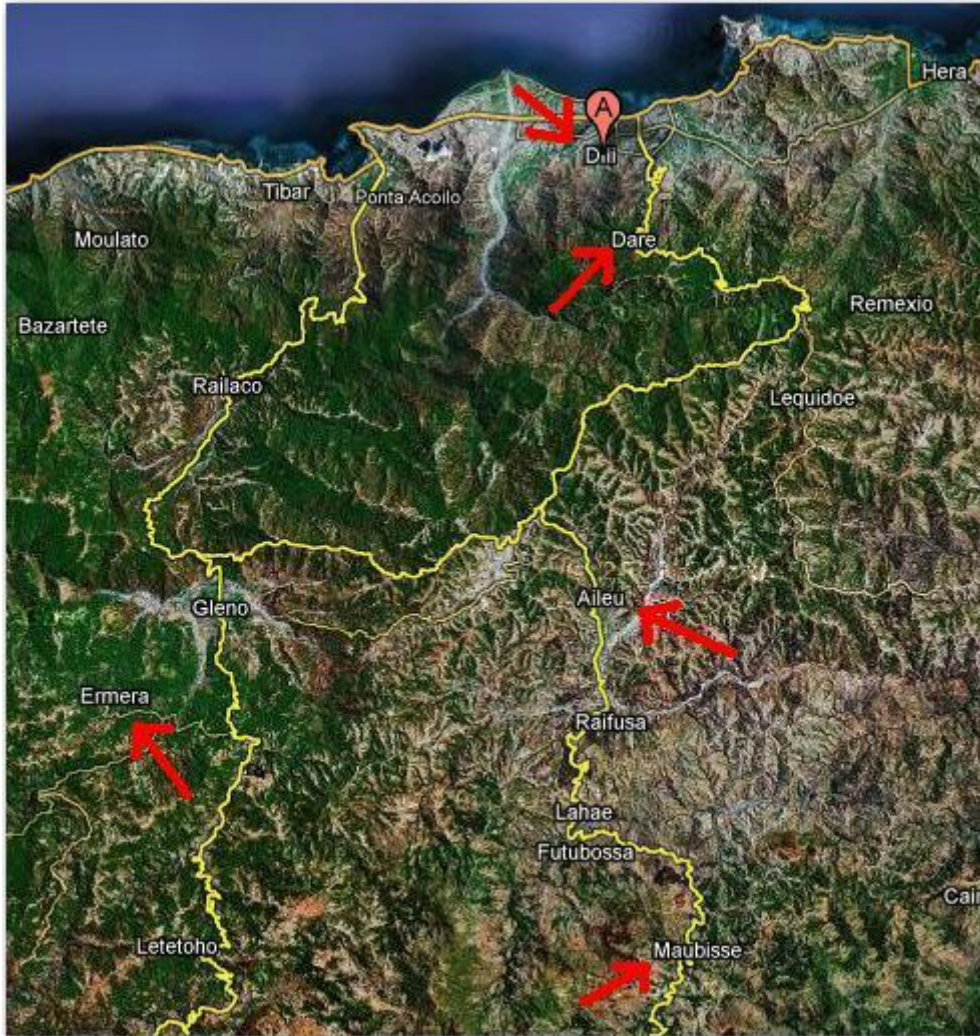 Hera
A
Dili
Tibar
Ponta Acoilo
Moulato
Dare
Remexio
Bazartete
Railaco
Lequidoe
Aileu
Gleno
Ermera
Raifusa
Lahae
Futubossa
Cair
Letetoho
Maubisse